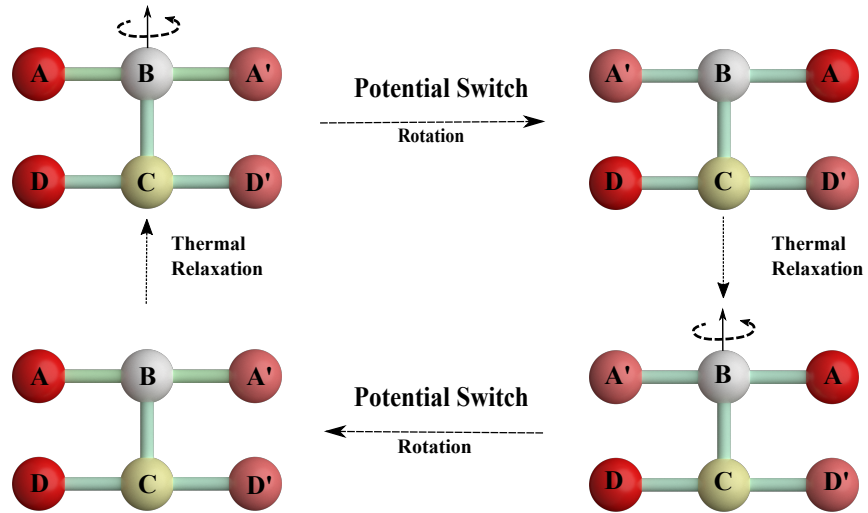 A B A' A' B A
Potential Switch
Rotation
D C D' D C D'
Thermal
Relaxation
Thermal
Relaxation
A B A' A' B A
Potential Switch
Rotation
D C D' D C D'